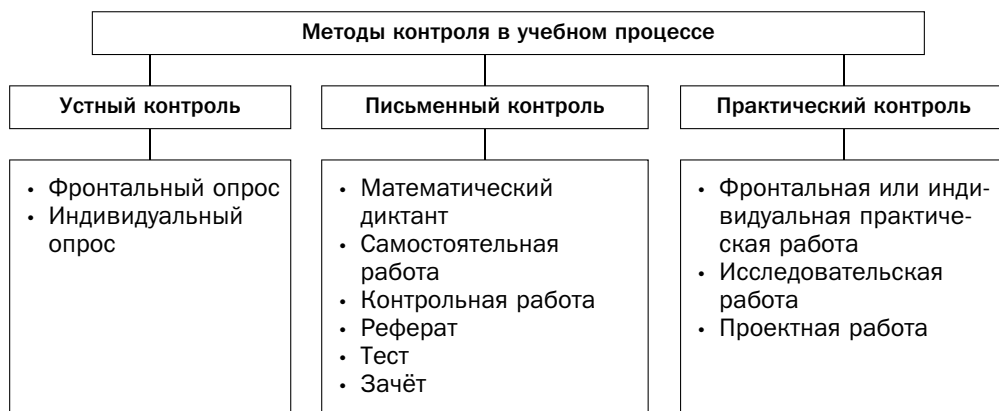 Методы контроля в учебном процессе
Устный контроль
• Фронтальный опрос
• Индивидуальный
опрос
Письменный контроль
• Математический
диктант
• Самостоятельная
работа
• Контрольная работа
• Реферат
• Тест
• Зачёт
Практический контроль
• Фронтальная или инди-
видуальная практиче-
ская работа
• Исследовательская
работа
• Проектная работа